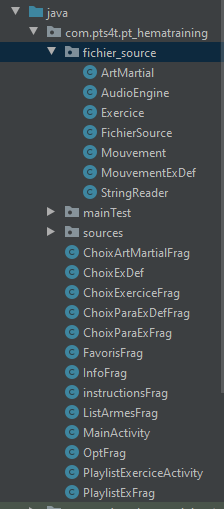 java
com.pts4t.pt_hematraining
fichier_source
ArtMartial
AudioEngine
Exercice
FichierSource
Mouvement
MouvementExDef
StringReader
mainTest
sources
ChoixArtMartialFrag
ChoixExDef
ChoixExerciceFrag
ChoixParaExDefFrag
ChoixParaExFrag
FavorisFrag
InfoFrag
instructionsFrag
ListArmesFrag
MainActivity
OptFrag
PlaylistExerciceActivity
PlaylistExFrag